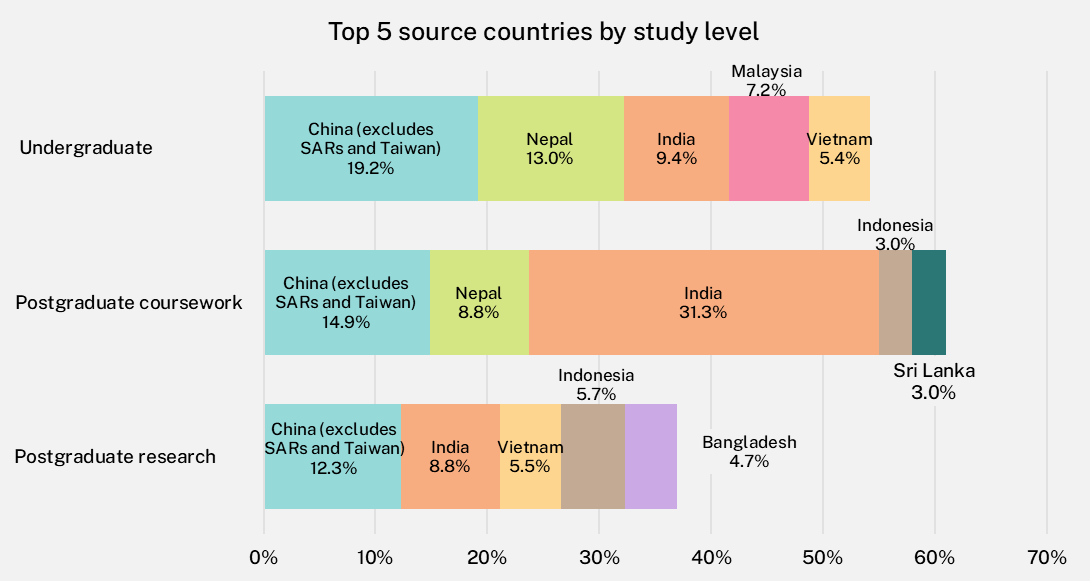 Top 5 source countries by study level
Malaysia
7.2%
Undergraduate
China (excludes
SARs and Taiwan)
19.2%
Nepal
13.0%
India
9.4%
Vietnam
5.4%
Indonesia
3.0%
Postgraduate coursework
China (excludes
SARs and Taiwan)
14.9%
Nepal
8.8%
India
31.3%
Sri Lanka
3.0%
Indonesia
5.7%
Postgraduate research
China (excludes
SARs and Taiwan)
12.3%
India
8.8%
Vietnam
5.5%
Bangladesh
4.7%
0% 10% 20% 30% 40% 50% 60% 70%